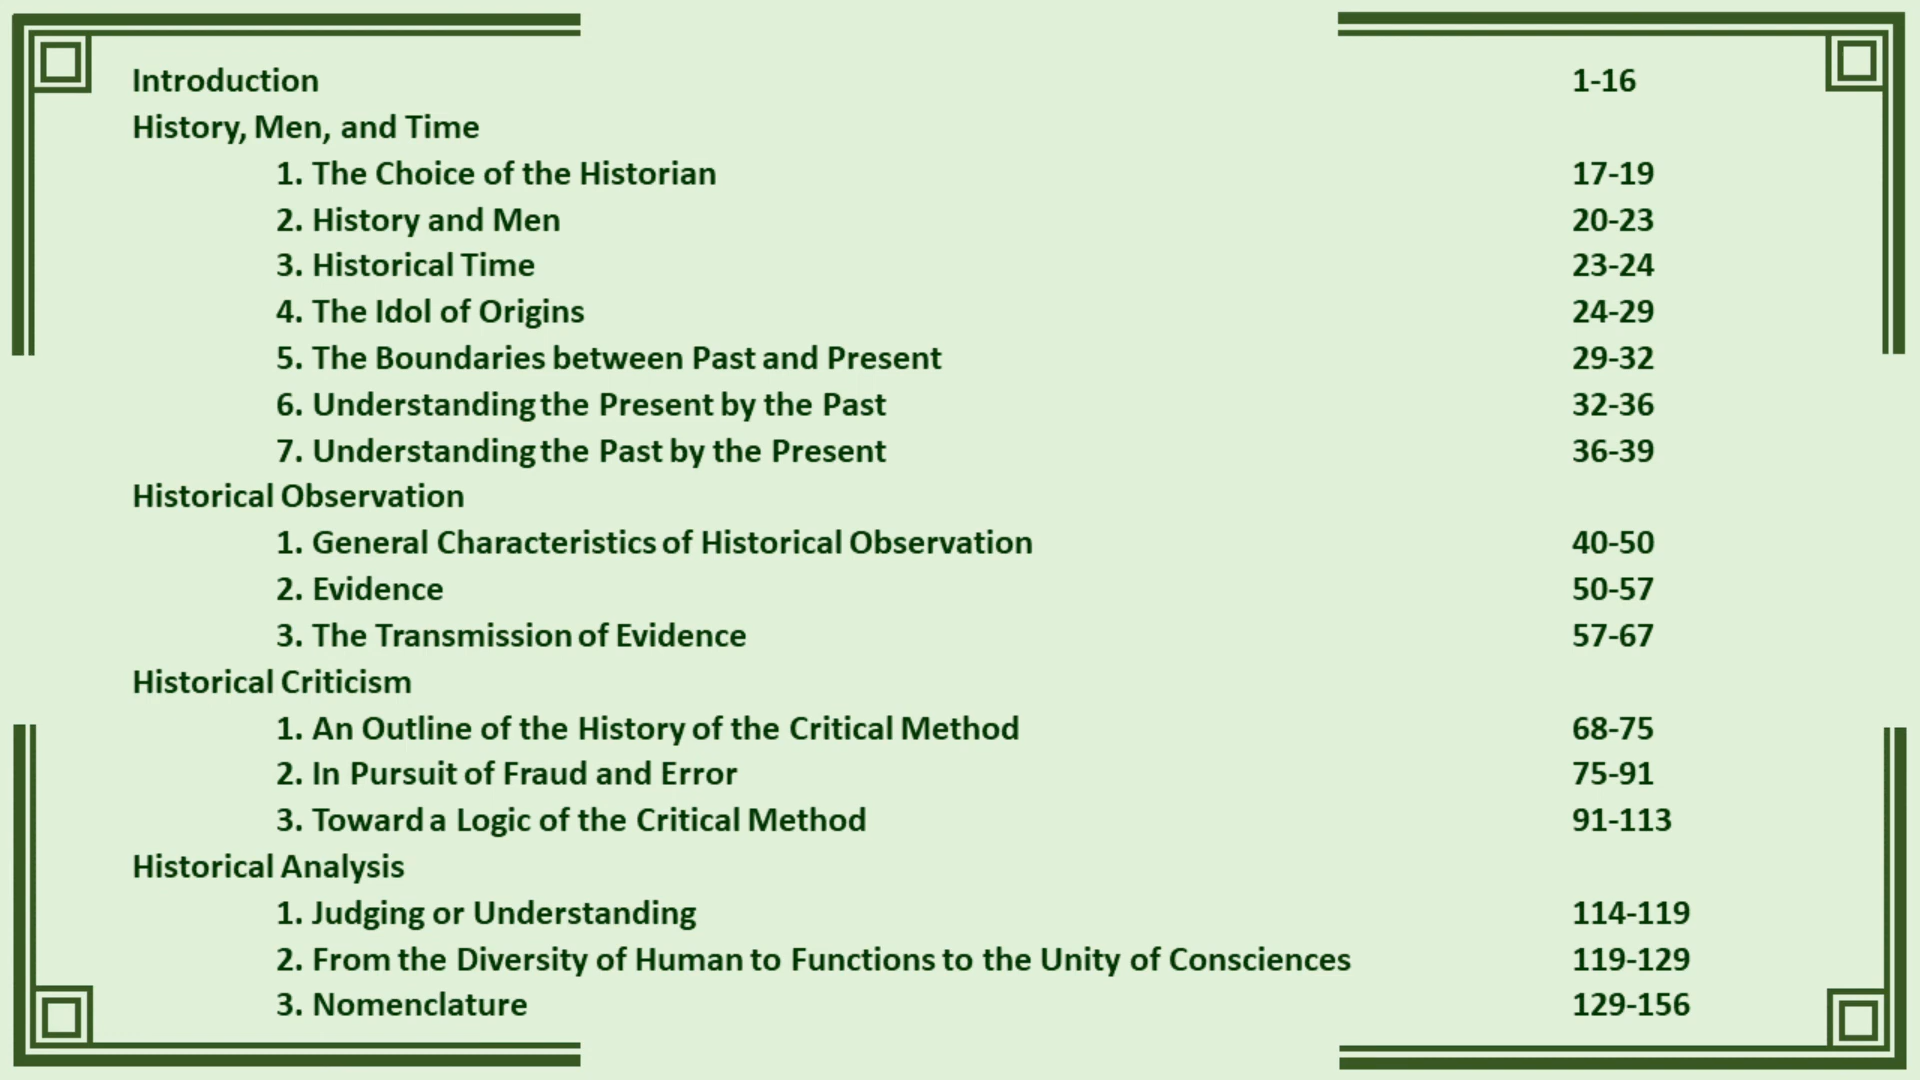 Introduction 1-16
History, Men, and Time
1. The Choice of the Historian 17-19
2. History and Men 20-23
3. Historical Time 23-24
4. The Idol of Origins 24-29
5. The Boundaries between Past and Present 29-32
6. Understanding the Present by the Past 32-36
7. Understanding the Past by the Present 36-39
Historical Observation
1. General Characteristics of Historical Observation 40-50
2. Evidence 50-57
3. The Transmission of Evidence 57-67
Historical Criticism
1. An Outline of the History of the Critical Method 68-75
2. In Pursuit of Fraud and Error 75-91
3. Toward a Logic of the Critical Method 91-113
Historical Analysis
1. Judging or Understanding 114-119
2. From the Diversity of Human to Functions to the Unity of Consciences 119-129
3. Nomenclature 129-156